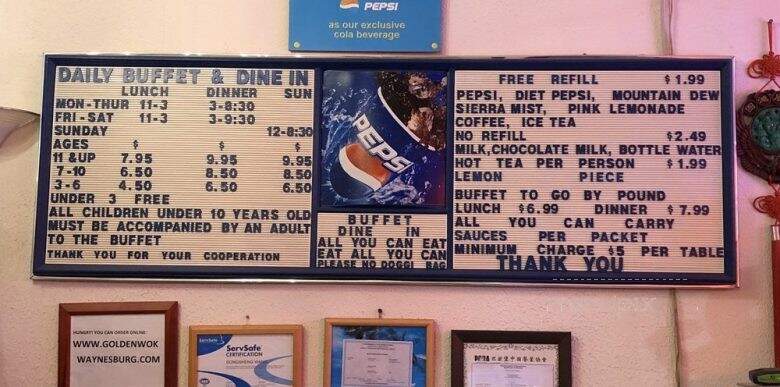 PEPSI
as our exclusive
cola beverage
DAILY BUFFET & DINE IN
LUNCH DINNER SUN
MON-THUR 11-3 3-8:30
FRI-SAT 11-3 3-9:30
SUNDAY 12-8:30
AGES $ $ $
11 &UP 7.95 9.95 9.95
7-10 6.50 8.50 8.50
3-6 4.50 6.50 6.50
UNDER 3 FREE
ALL CHILDREN UNDER 10 YEARS OLD
MUST BE ACCOMPANIED BY AN ADULT
TO THE BUFFET
THANK YOU FOR YOUR COOPERATION
PEPSI
BUFFET
DINE IN
ALL YOU CAN EAT
EAT ALL YOU CAN
PLEASE NO DOGGI BAG
FREE REFILL $1.99
PEPSI, DIET PEPSI, MOUNTAIN DEW
SIERRA MIST, PINK LEMONADE
COFFEE, ICE TEA
NO REFILL $2.49
MILK,CHOCOLATE MILK, BOTTLE WATER
HOT TEA PER PERSON $1.99
LEMON PIECE
BUFFET TO GO BY POUND
LUNCH $6.99 DINNER $7.99
ALL YOU CAN CARRY
SAUCES PER PACKET
MINIMUM CHARGE $5 PER TABLE
THANK YOU
HUNGRY? YOU CAN ORDER ONLINE:
WWW.GOLDENWOK
WAYNESBURG.COM
ServSafe
CERTIFICATION